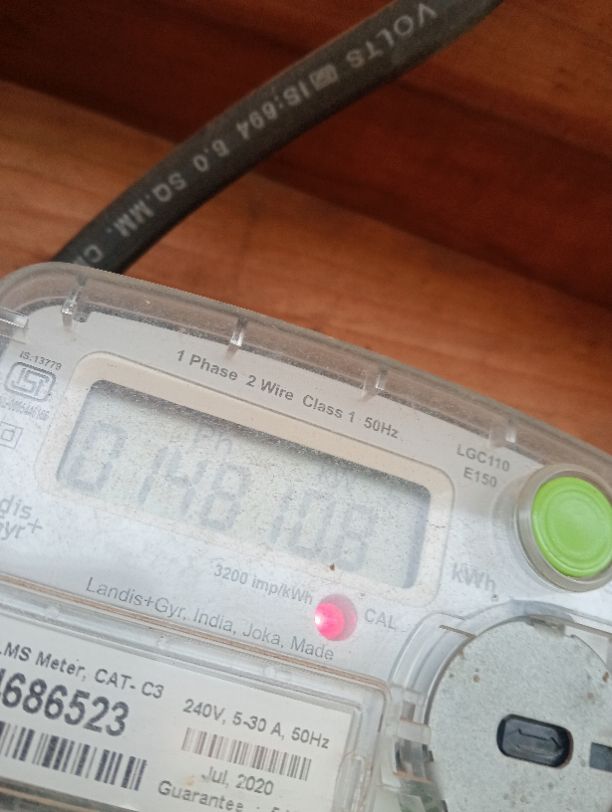 VOLTS IS:694 6.0 SQ.MM.
IS.13779
1 Phase 2 Wire Class 1 50Hz
LGC110
E150
kWh
3200 imp/kWh
CAL
Landis+Gyr, India, Joka, Made
LMS Meter, CAT- C3
686523
240V, 5-30 A, 50Hz
Jul, 2020
Guarantee